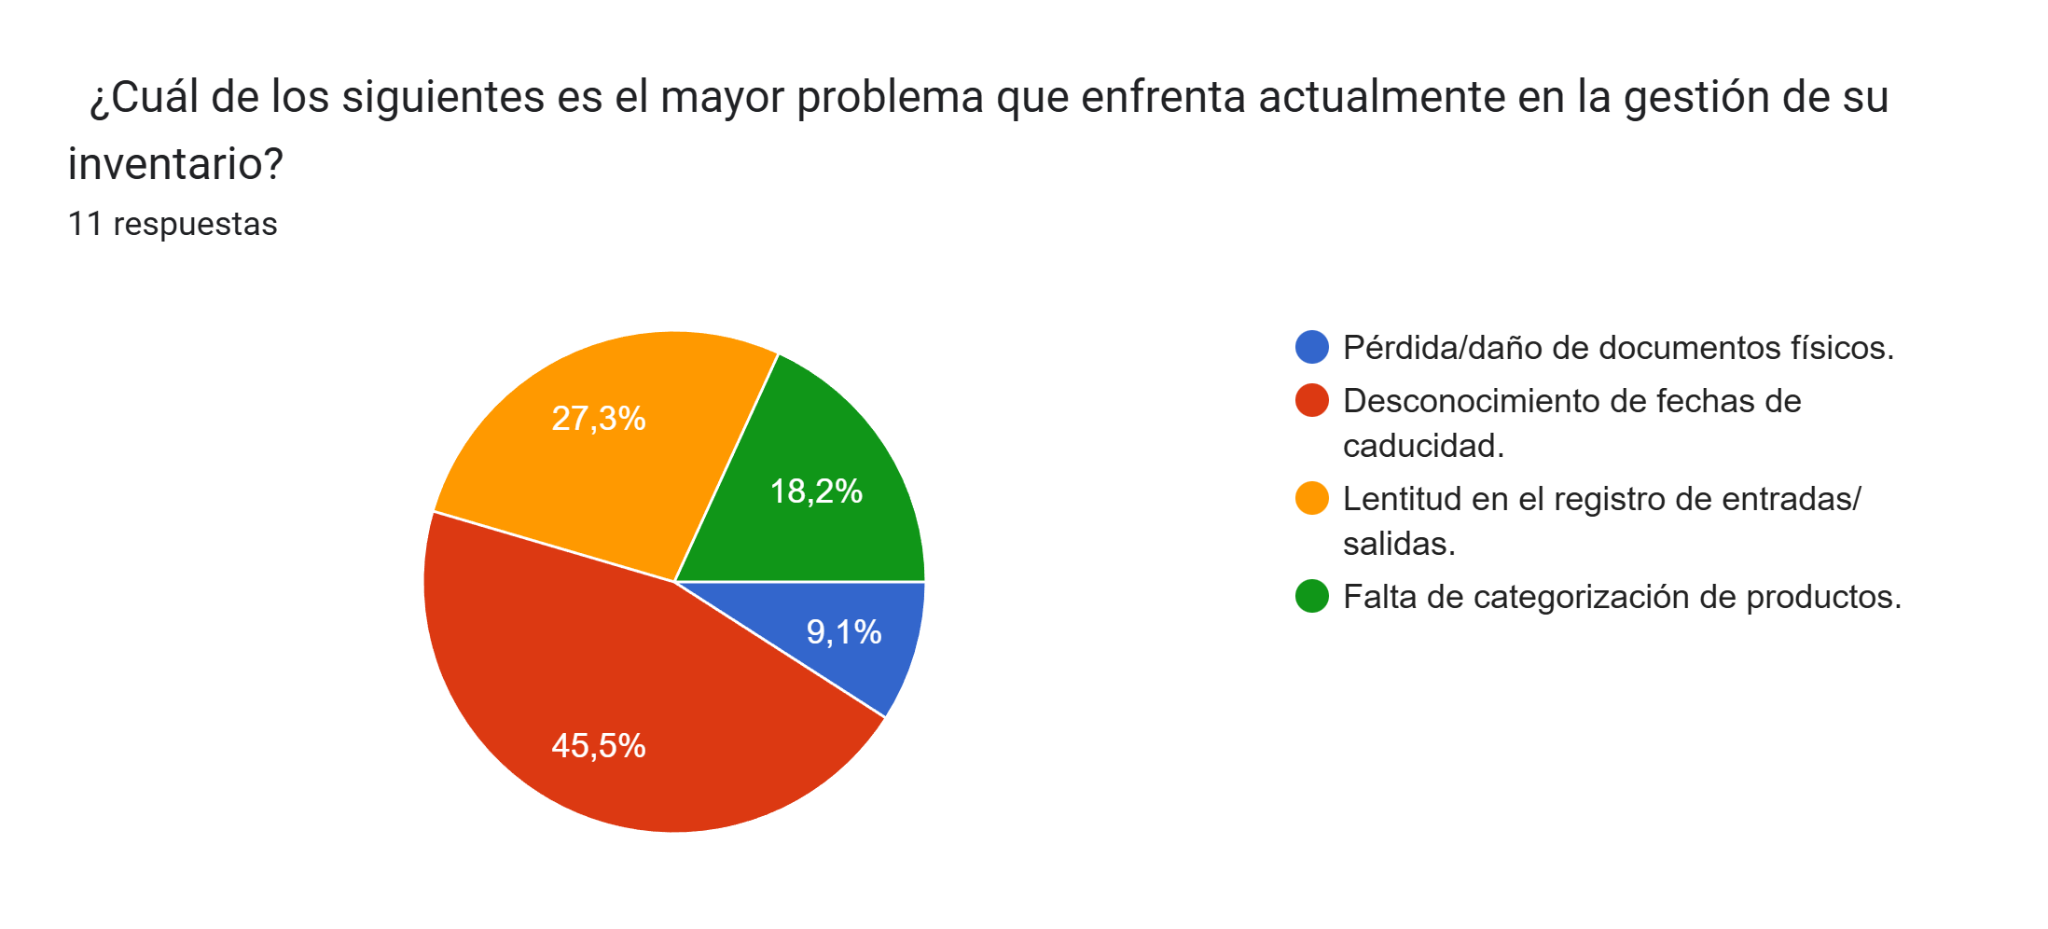 ¿Cuál de los siguientes es el mayor problema que enfrenta actualmente en la gestión de su
inventario?
11 respuestas
27,3%
18,2%
9,1%
45,5%
Pérdida/daño de documentos físicos.
Desconocimiento de fechas de
caducidad.
Lentitud en el registro de entradas/
salidas.
Falta de categorización de productos.